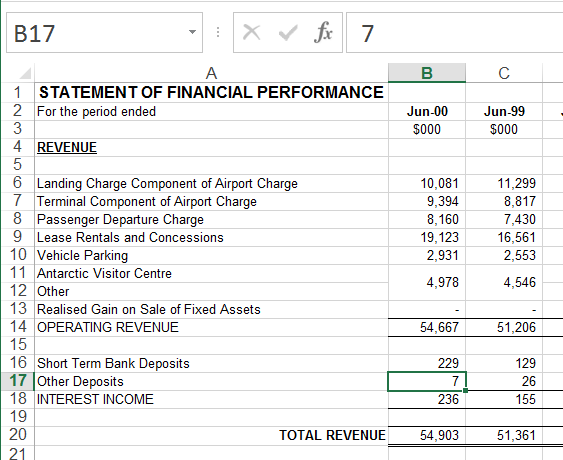 B17 fx 7
A B C
1 STATEMENT OF FINANCIAL PERFORMANCE
2 For the period ended Jun-00 Jun-99
3 $000 $000
4 REVENUE
5
6 Landing Charge Component of Airport Charge 10,081 11,299
7 Terminal Component of Airport Charge 9,394 8,817
8 Passenger Departure Charge 8,160 7,430
9 Lease Rentals and Concessions 19,123 16,561
10 Vehicle Parking 2,931 2,553
11 Antarctic Visitor Centre
4,978 4,546
12 Other
13 Realised Gain on Sale of Fixed Assets - -
14 OPERATING REVENUE 54,667 51,206
15
16 Short Term Bank Deposits 229 129
17 Other Deposits 7 26
18 INTEREST INCOME 236 155
19
20 TOTAL REVENUE 54,903 51,361
21